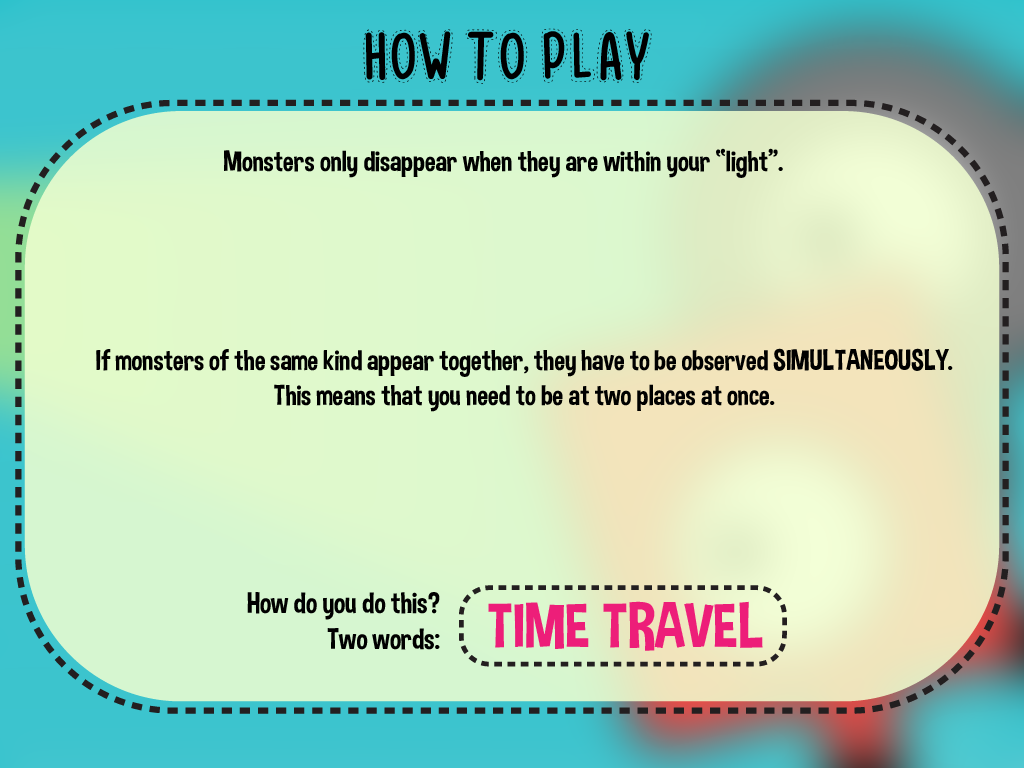 HOW TO PLAY
Monsters only disappear when they are within your “light”.
If monsters of the same kind appear together, they have to be observed SIMULTANEOUSLY.
This means that you need to be at two places at once.
How do you do this?
Two words:
TIME TRAVEL